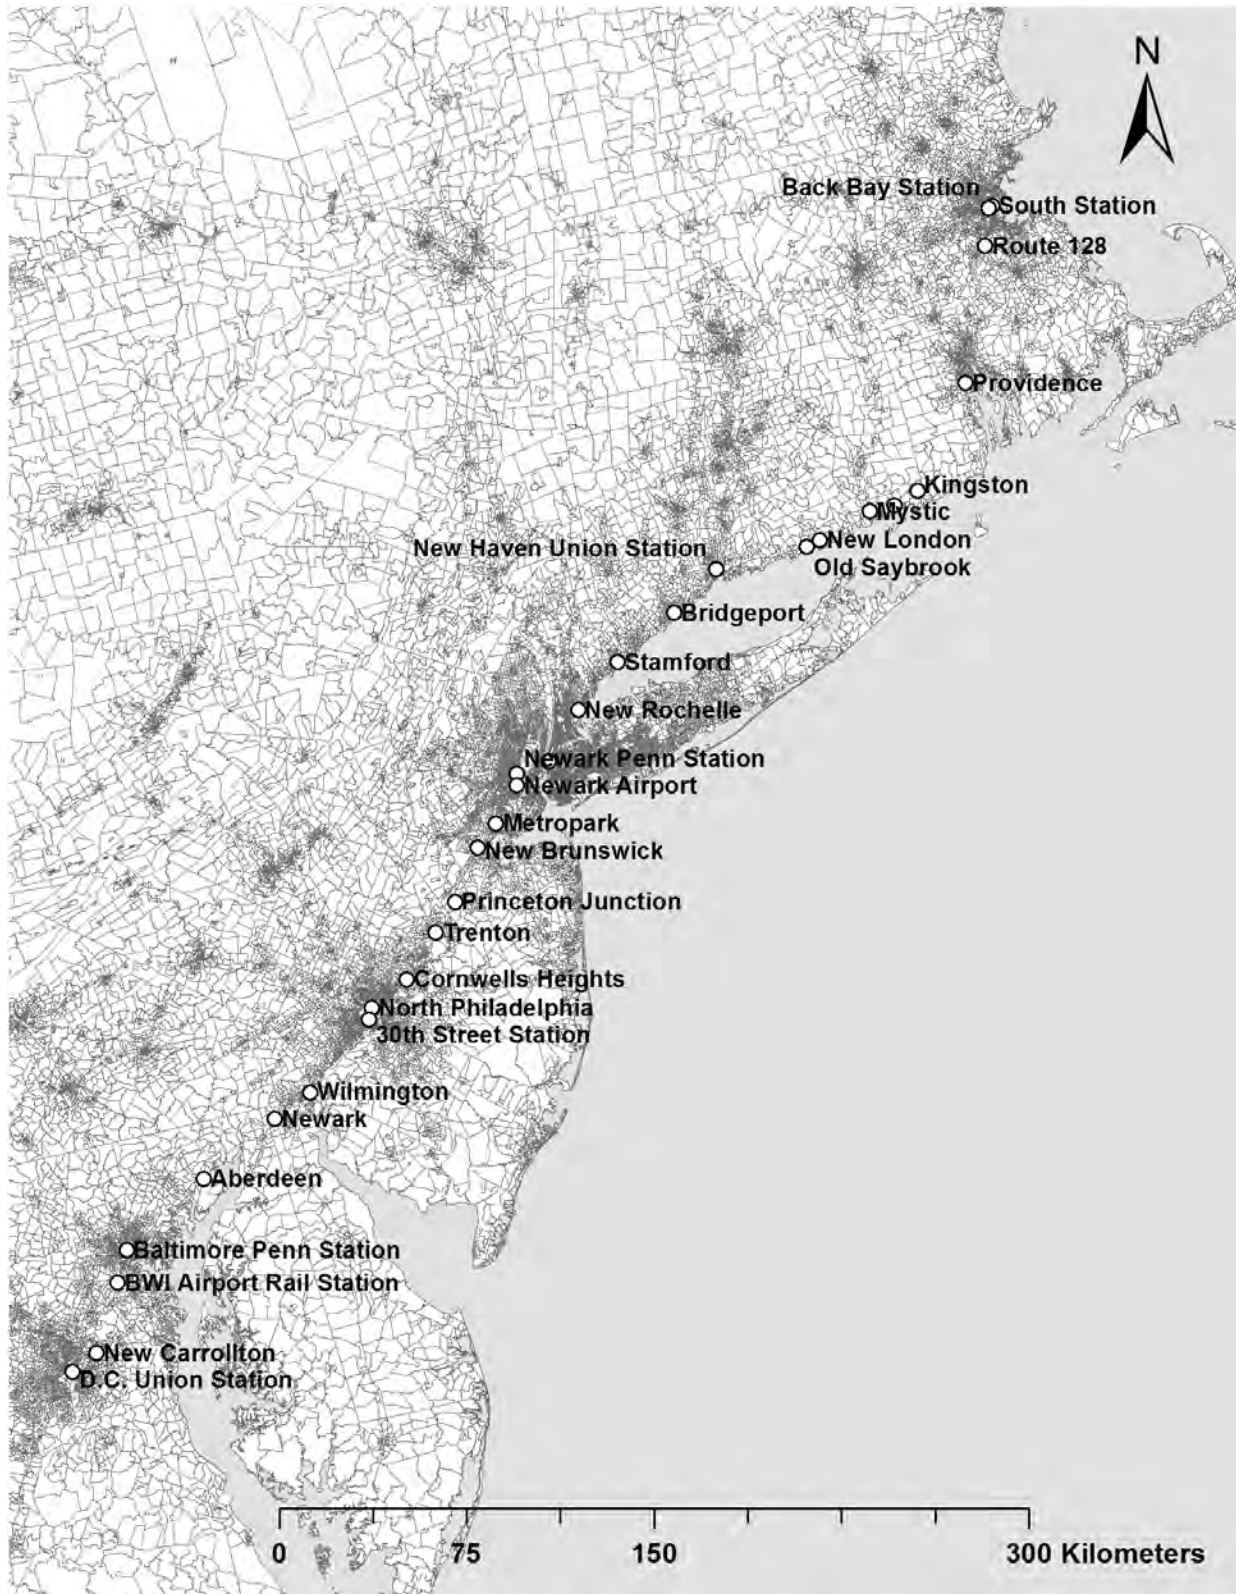 N
Back Bay Station
South Station
Route 128
Providence
Kingston
Mystic
New London
New Haven Union Station
Old Saybrook
Bridgeport
Stamford
New Rochelle
Newark Penn Station
Newark Airport
Metropark
New Brunswick
Princeton Junction
Trenton
Cornwells Heights
North Philadelphia
30th Street Station
Wilmington
Newark
Aberdeen
Baltimore Penn Station
BWI Airport Rail Station
New Carrollton
D.C. Union Station
0 75 150 300 Kilometers